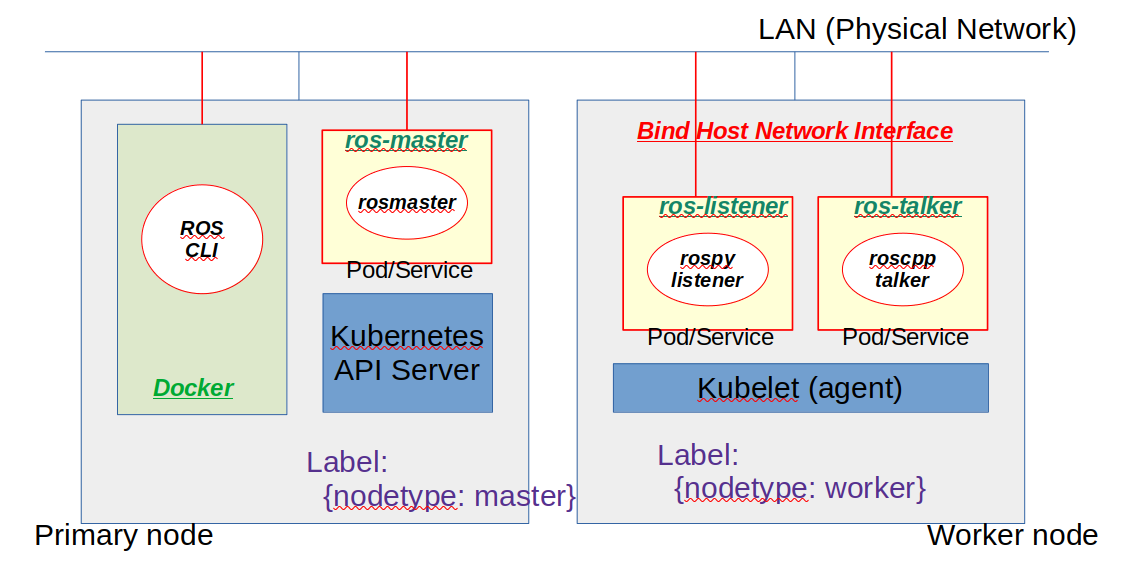 LAN (Physical Network)
ros-master
rosmaster
Pod/Service
ROS
CLI
Docker
Kubernetes
API Server
Label:
{nodetype: master}
Primary node
Bind Host Network Interface
ros-listener
rospy
listener
Pod/Service
ros-talker
roscpp
talker
Pod/Service
Kubelet (agent)
Label:
{nodetype: worker}
Worker node